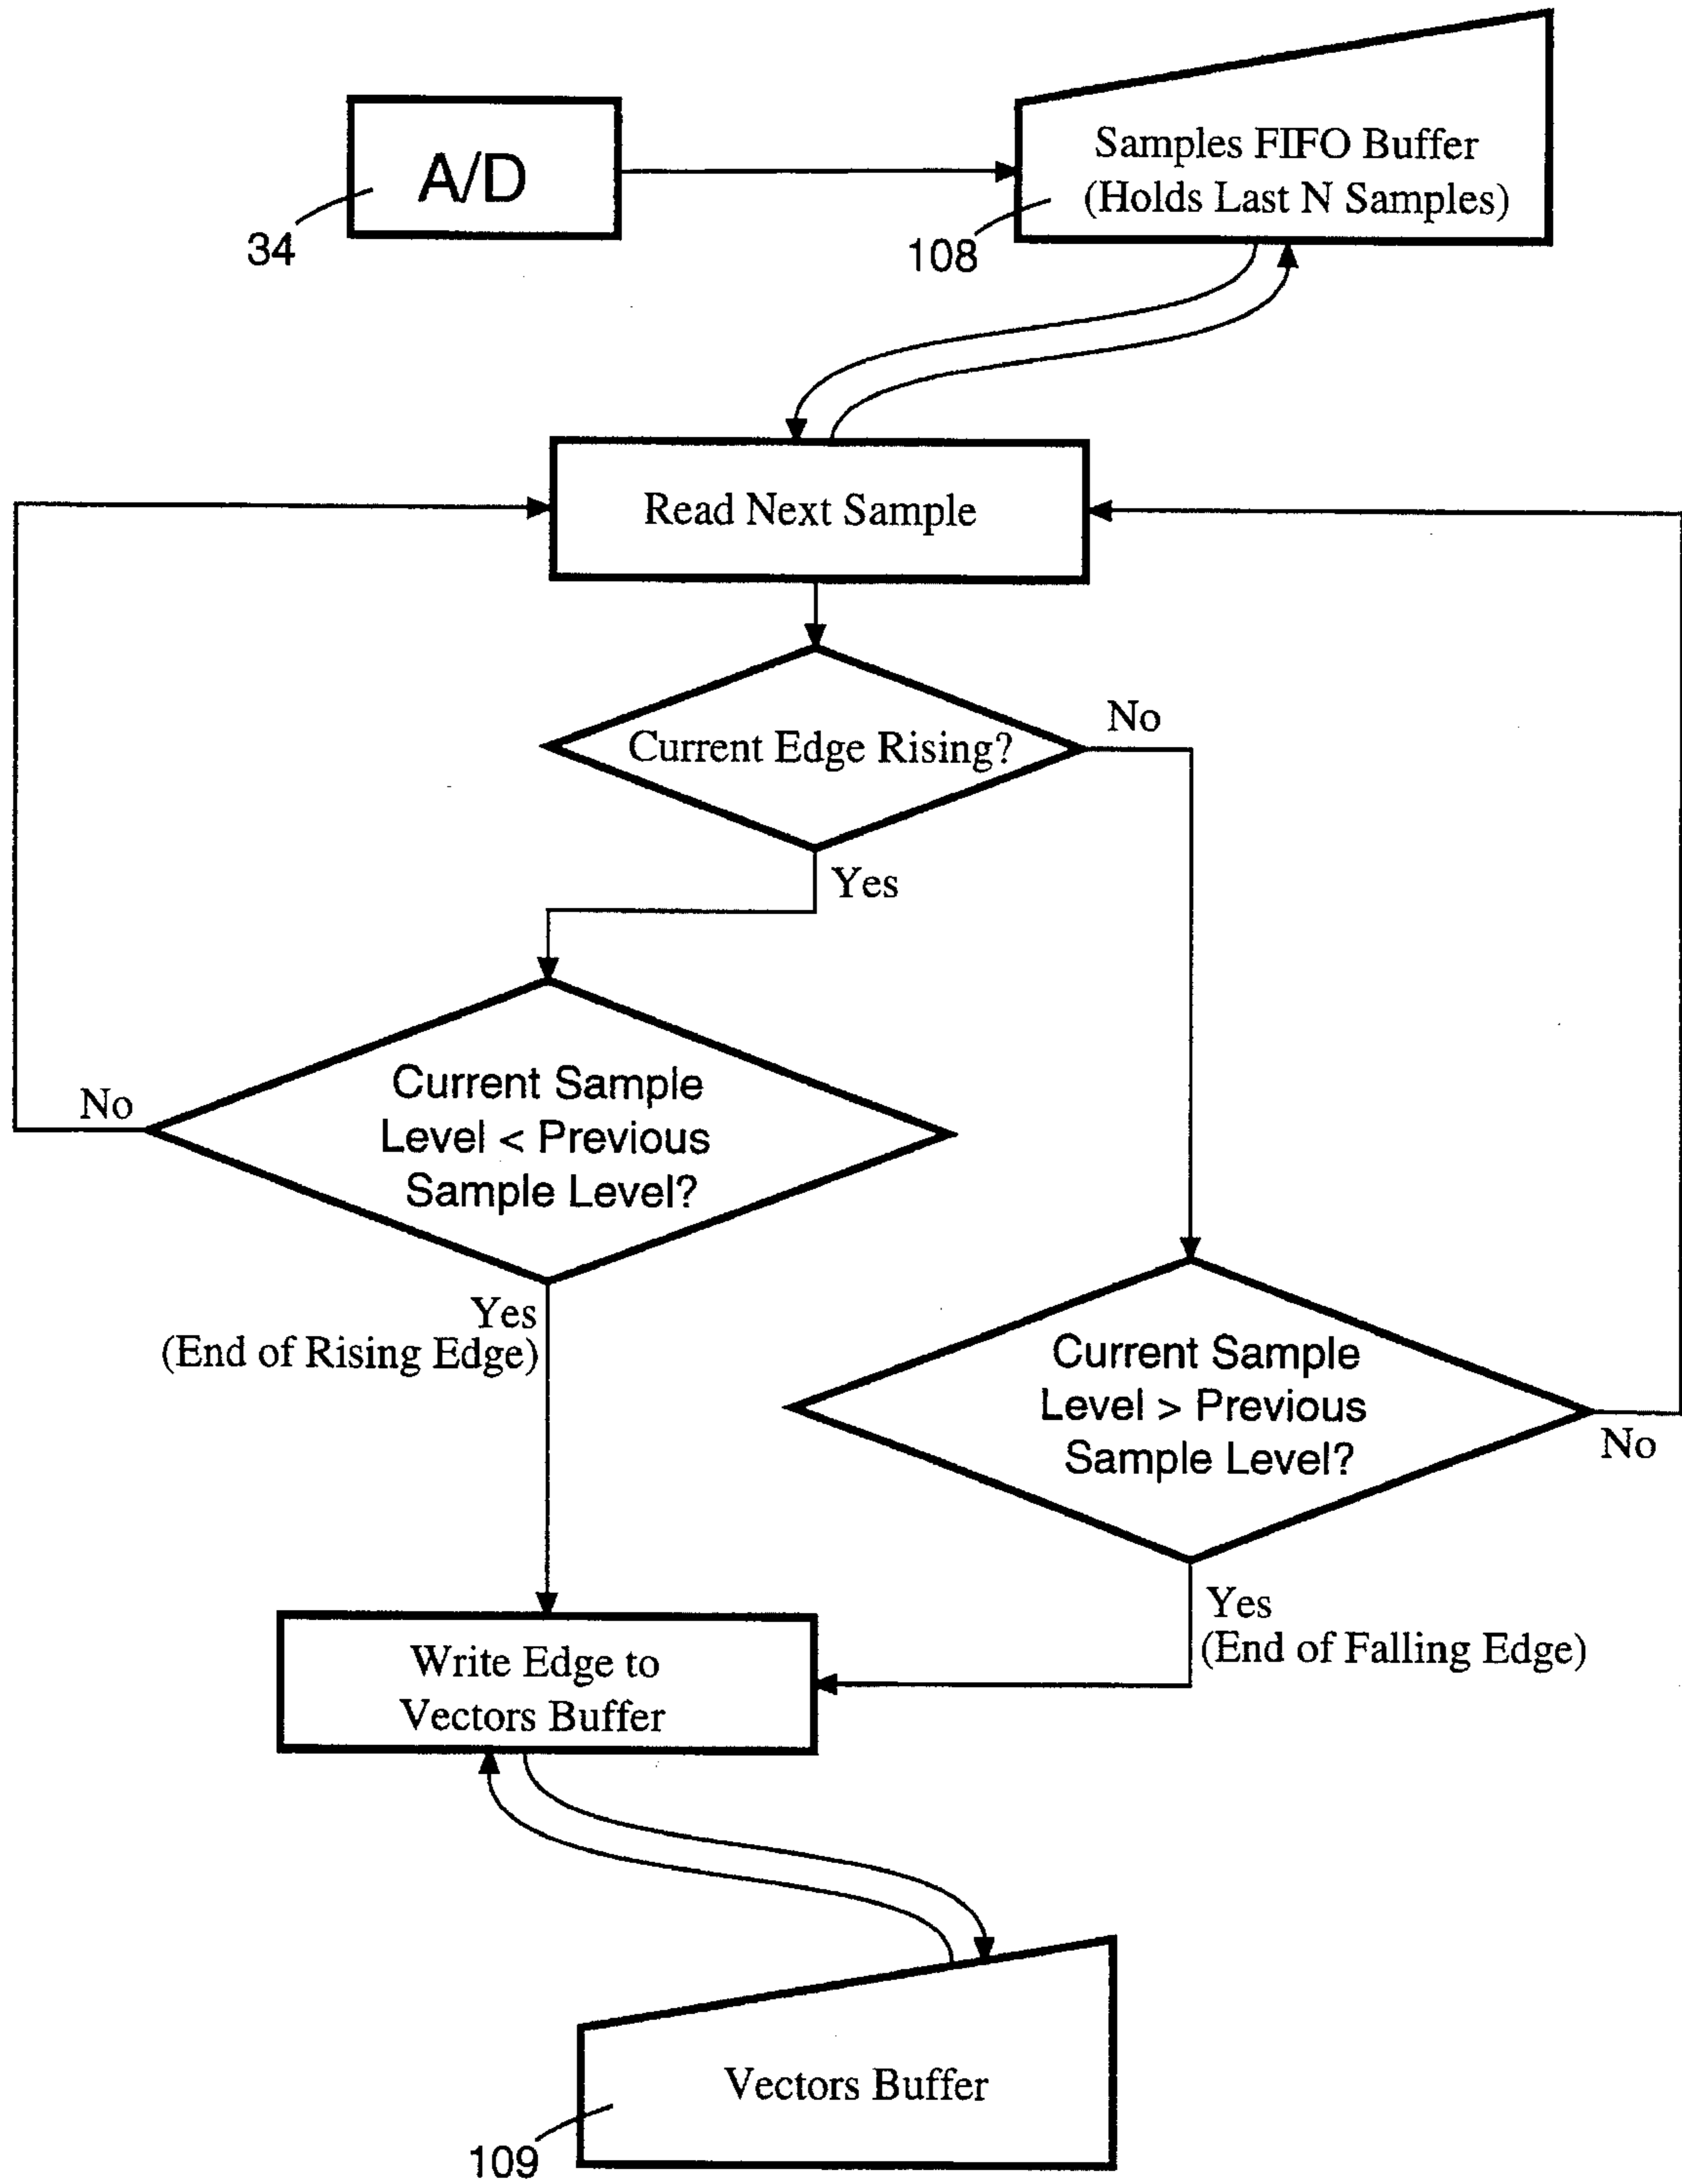 A/D
34
Samples FIFO Buffer
(Holds Last N Samples)
108
Read Next Sample
Current Edge Rising?
No
Yes
Current Sample
Level < Previous
Sample Level?
No
Yes
(End of Rising Edge)
Current Sample
Level > Previous
Sample Level?
No
Yes
(End of Falling Edge)
Write Edge to
Vectors Buffer
Vectors Buffer
109